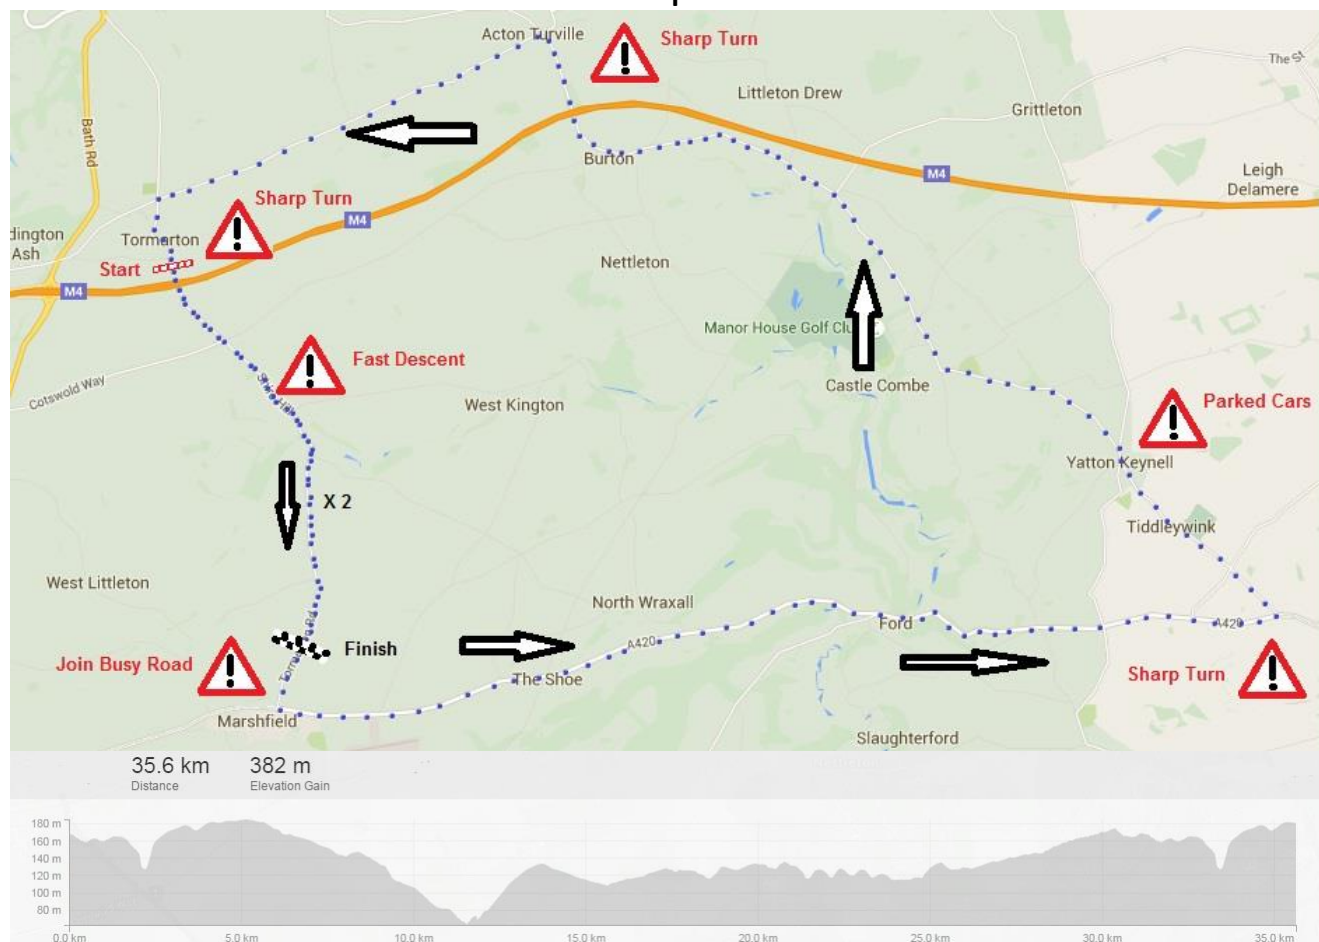 Acton Turville
Sharp Turn
The St
Littleton Drew
Grittleton
Bath Rd
Burton
M4
Leigh
Delamere
Sharp Turn
M4
Tormarton
dington
Ash
Start
Nettleton
M4
Manor House Golf Clu
Fast Descent
Castle Combe
Cotswold Way
West Kington
Parked Cars
Yatton Keynell
X 2
Tiddleywink
West Littleton
North Wraxall
Ford
A420
A420
Finish
Join Busy Road
The Shoe
Sharp Turn
Marshfield
Slaughterford
35.6 km
382 m
Distance
Elevation Gain
180 m
160 m
140 m
120 m
100 m
80 m
0.0 km
5.0 km
10.0 km
15.0 km
20.0 km
25.0 km
30.0 km
35.0 km